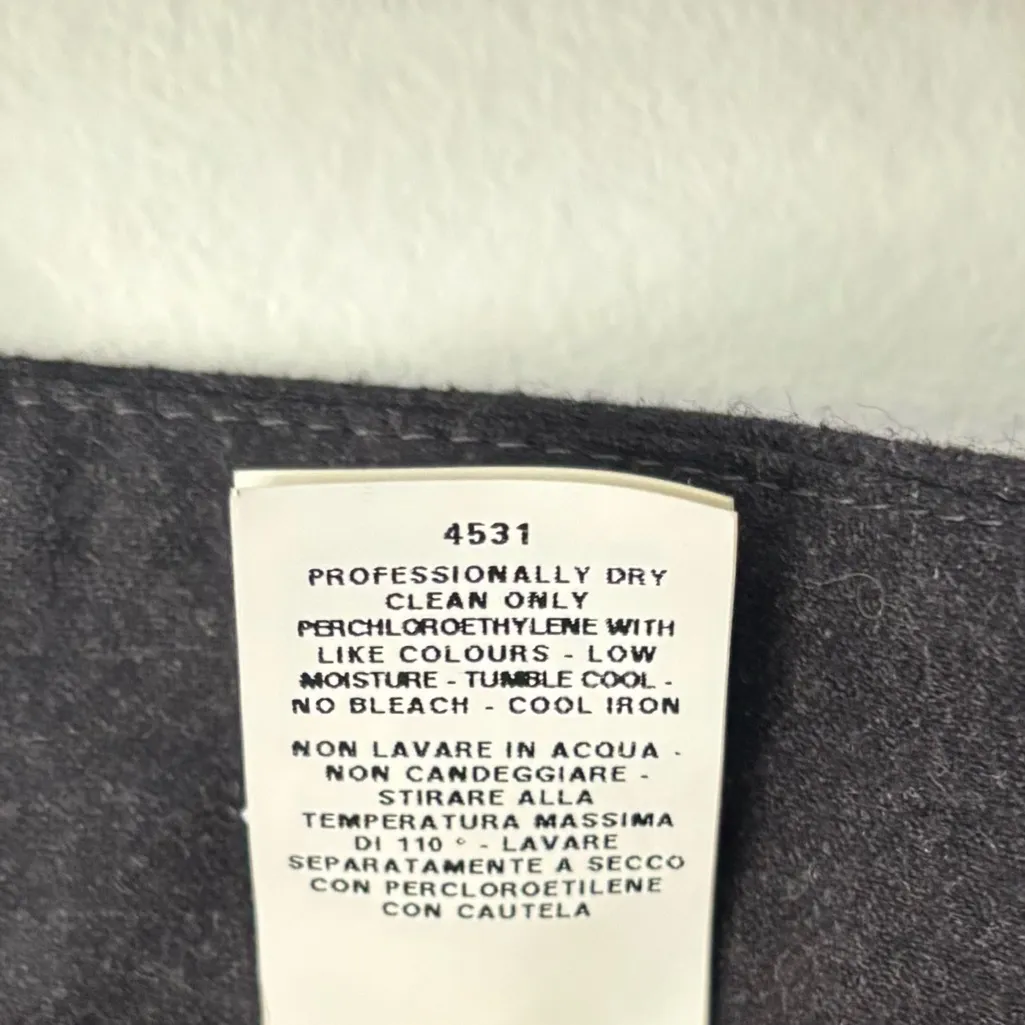 4531
PROFESSIONALLY DRY
CLEAN ONLY
PERCHLOROETHYLENE WITH
LIKE COLOURS - LOW
MOISTURE - TUMBLE COOL -
NO BLEACH - COOL IRON
NON LAVARE IN ACQUA -
NON CANDEGGIARE -
STIRARE ALLA
TEMPERATURA MASSIMA
DI 110 ° - LAVARE
SEPARATAMENTE A SECCO
CON PERCLOROETILENE
CON CAUTELA